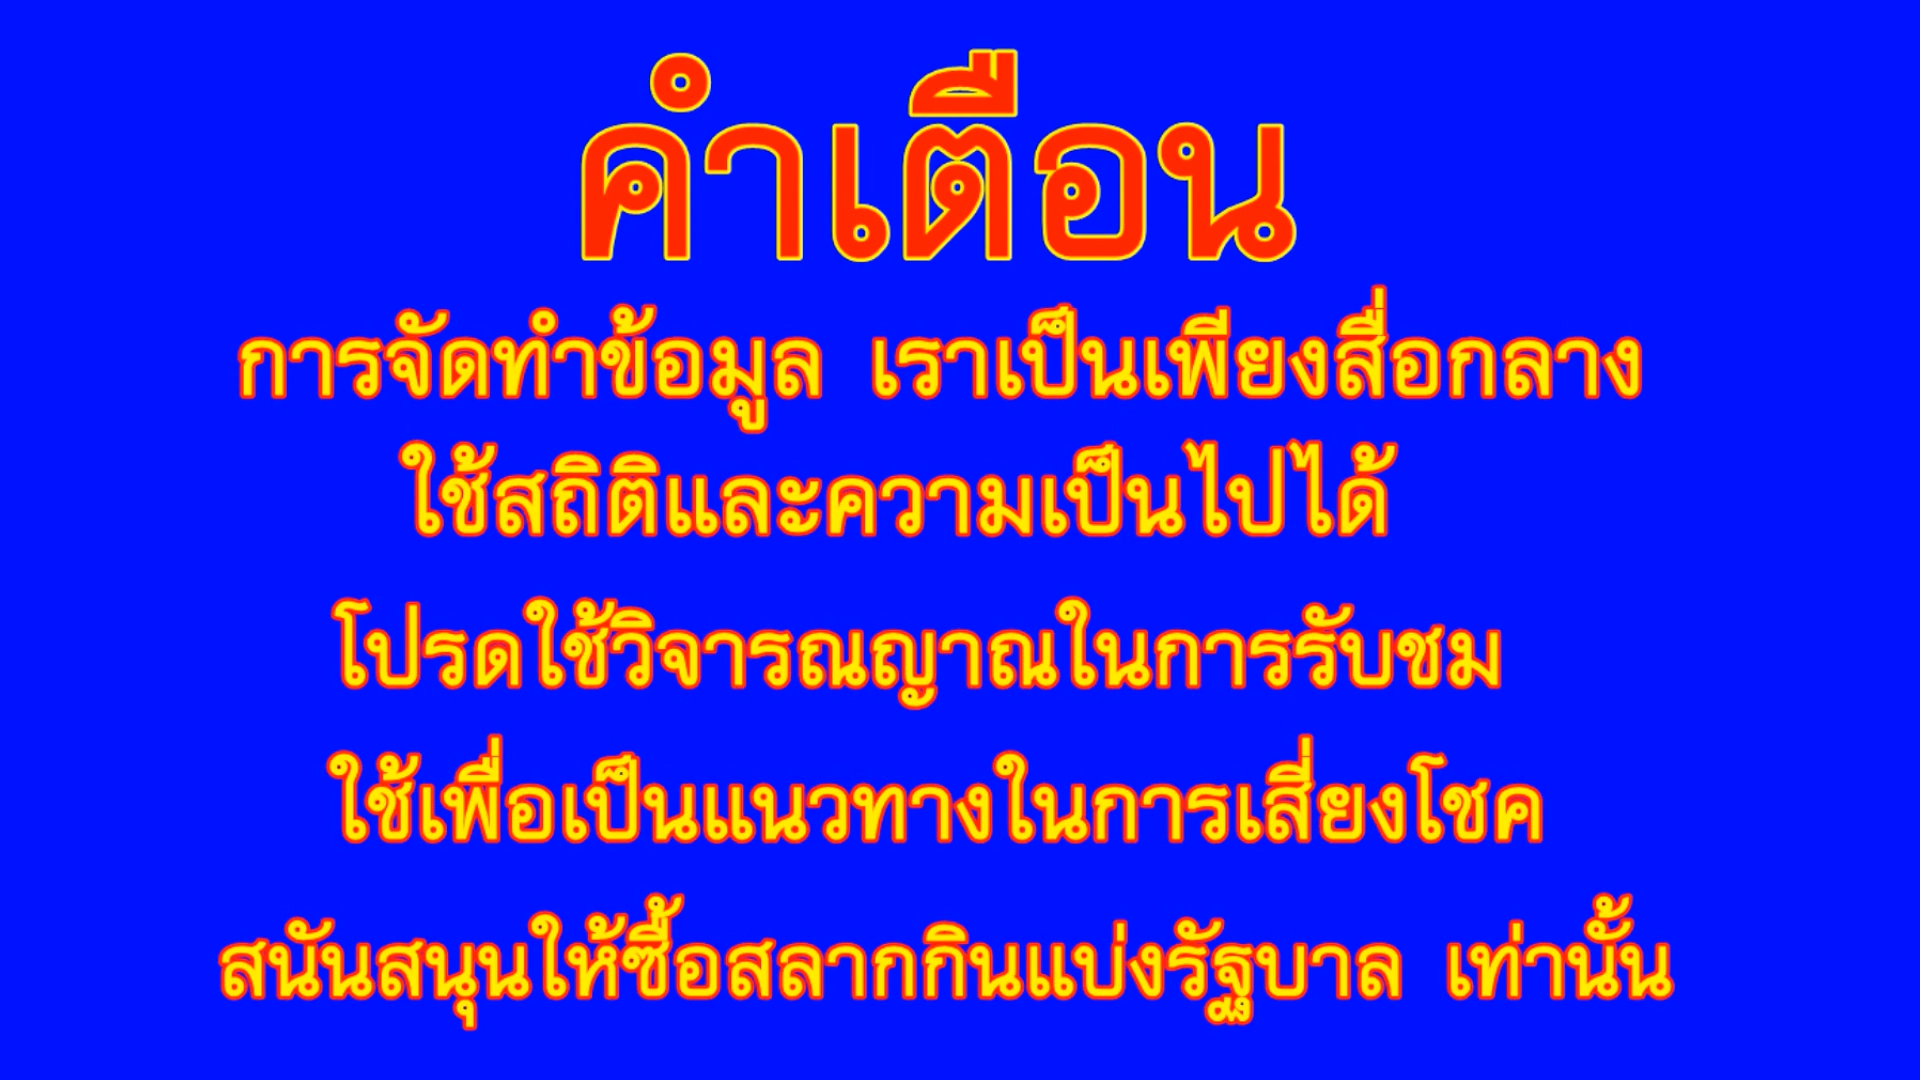 คำเตือน
การจัดทำข้อมูล เราเป็นเพียงสื่อกลาง
ใช้สถิติและความเป็นไปได้
โปรดใช้วิจารณญาณในการรับชม
ใช้เพื่อเป็นแนวทางในการเสี่ยงโชค
สนันสนุนให้ซื้อสลากกินแบ่งรัฐบาล เท่านั้น